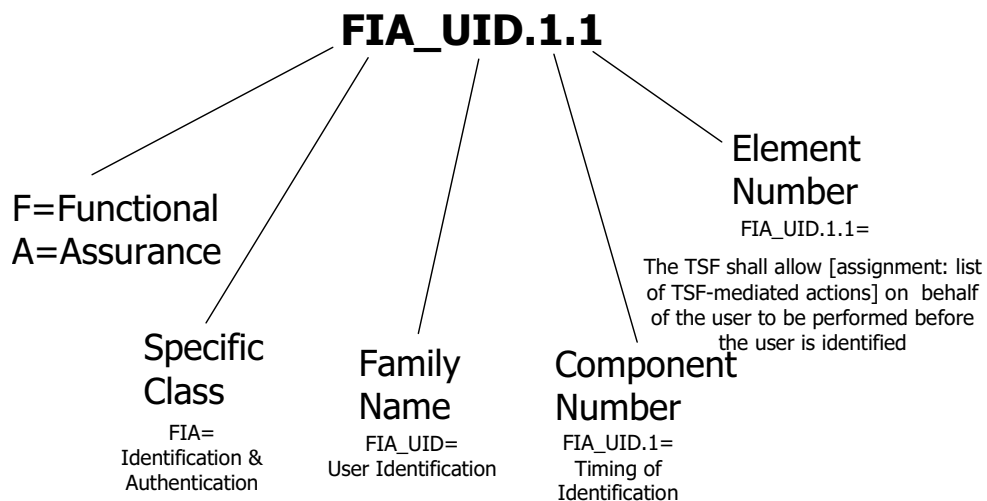 FIA_UID.1.1
F=Functional
A=Assurance
Specific
Class
FIA=
Identification &
Authentication
Family
Name
FIA_UID=
User Identification
Component
Number
FIA_UID.1=
Timing of
Identification
Element
Number
FIA_UID.1.1=
The TSF shall allow [assignment: list
of TSF-mediated actions] on behalf
of the user to be performed before
the user is identified